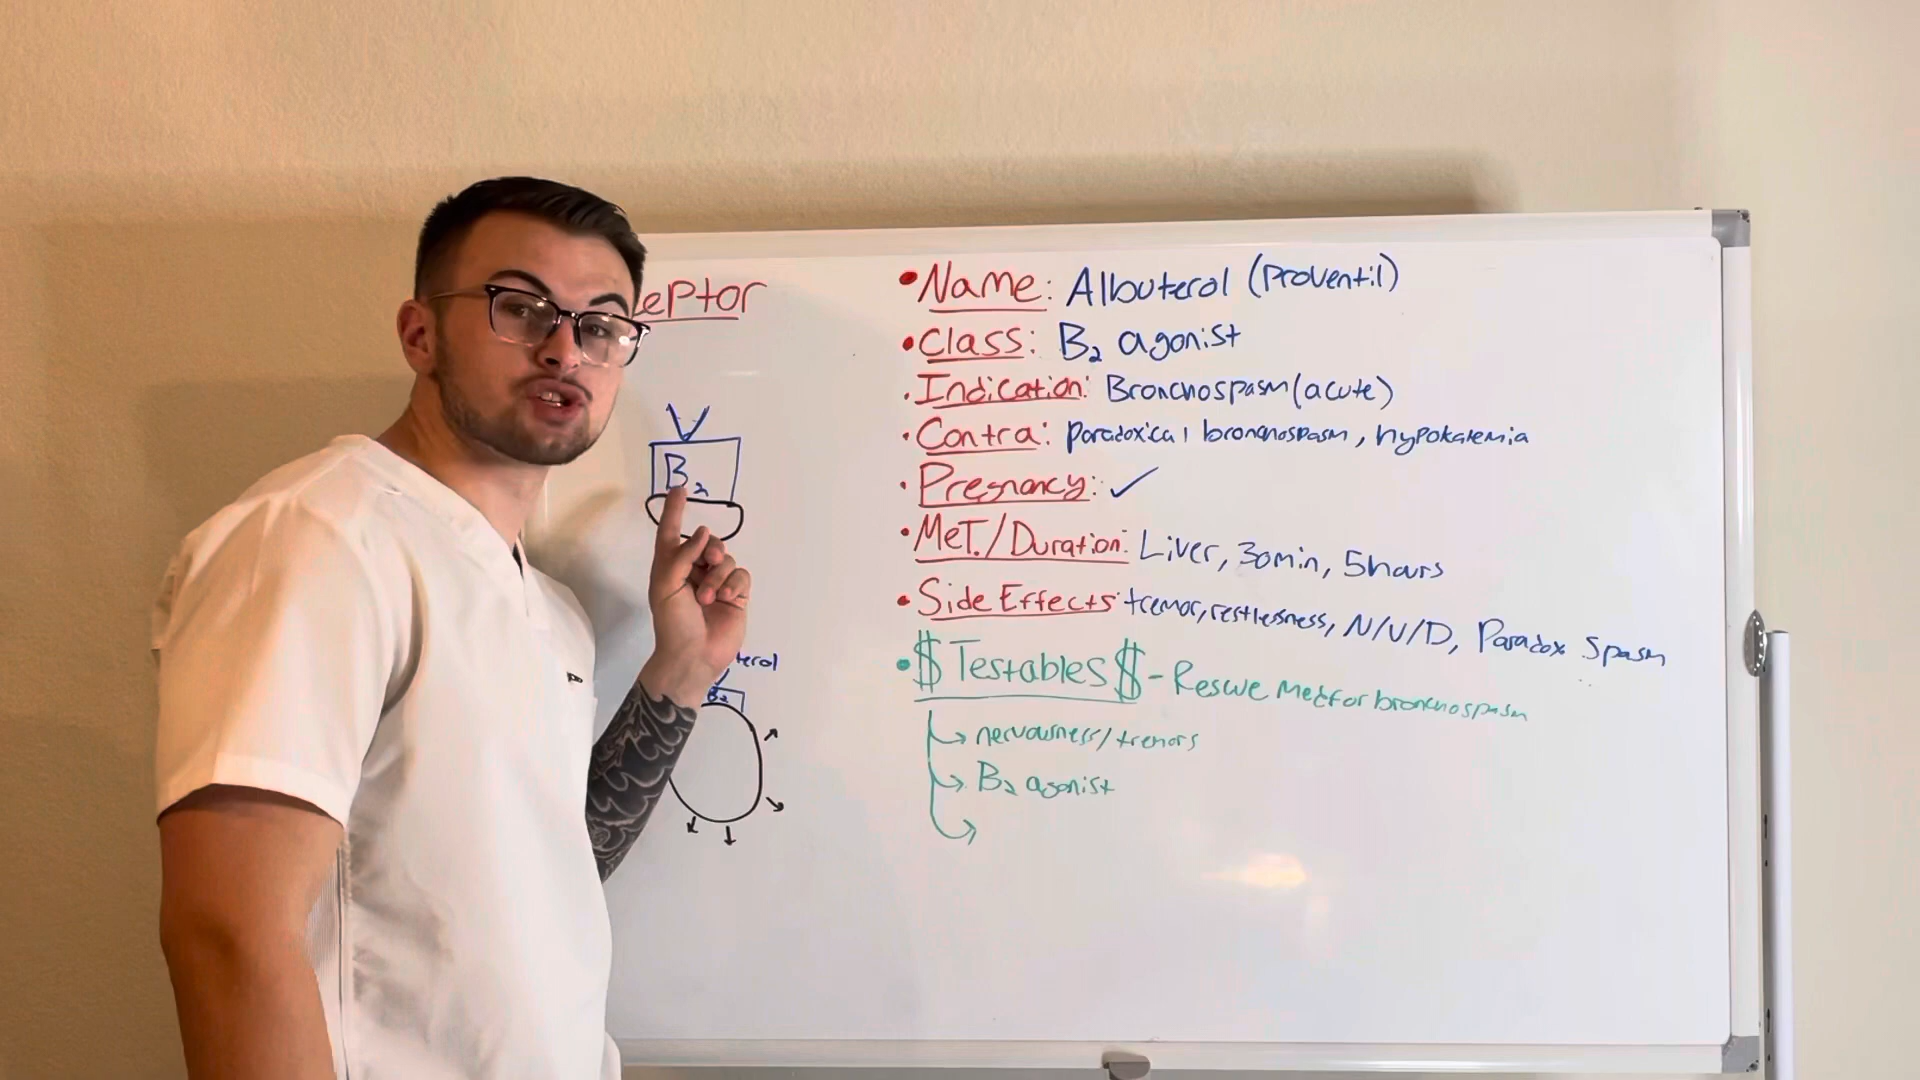 eptor
B₂
terol
B₂
• Name: Albuterol (Proventil)
• Class: B₂ agonist
• Indication: Bronchospasm (acute)
• Contra: paradoxical bronchospasm, hypokalemia
• Pregnancy: ✓
• Met./Duration: Liver, 30min, 5hours
• Side Effects: tremor, restlessness, N/V/D, Paradox Spasm
• $ Testables $ - Rescue Med for bronchospasm
→ nervousness/tremors
→ B₂ agonist